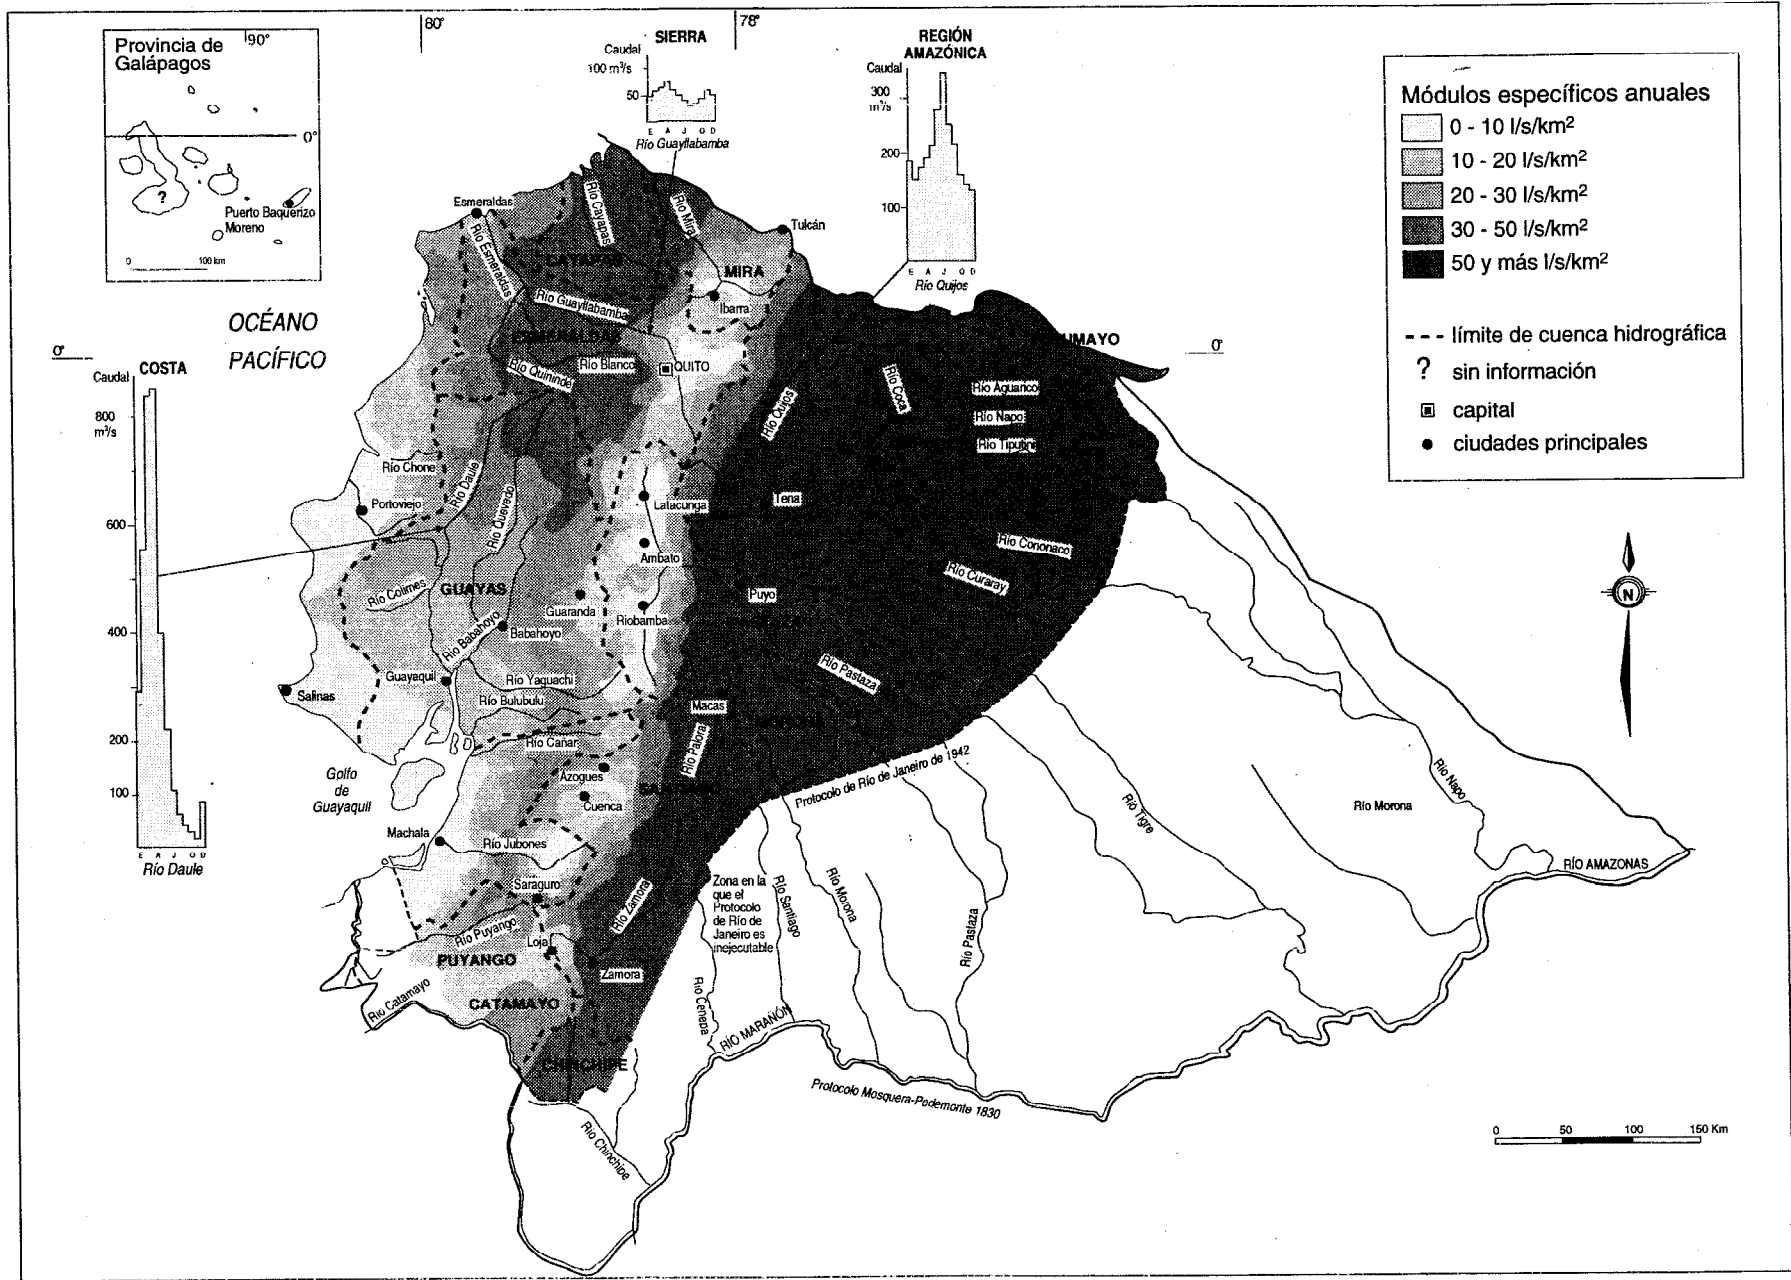 80°
78°
Provincia de
Galápagos
90°
0°
?
Puerto Baquerizo
Moreno
0
100 km
SIERRA
Caudal
100 m³/s
50
E A J O D
Río Guayllabamba
REGIÓN
AMAZÓNICA
Caudal
300
m³/s
200
100
E A J O D
Río Quijos
Módulos específicos anuales
0 - 10 l/s/km²
10 - 20 l/s/km²
20 - 30 l/s/km²
30 - 50 l/s/km²
50 y más l/s/km²
límite de cuenca hidrográfica
? sin información
capital
ciudades principales
OCÉANO
PACÍFICO
0°
0°
COSTA
Caudal
800
m³/s
600
400
200
100
E A J O D
Río Daule
Esmeraldas
Río Esmeraldas
Río Cayapas
CAYAPAS
Río Mira
Tulcán
MIRA
Ibarra
Río Guayllabamba
ESMERALDAS
Río Blanco
Río Quinindé
QUITO
UMAYO
Río Quijos
Río Coca
Río Aguarico
Río Napo
Río Tiputini
Río Chone
Río Daule
Río Quevedo
Portoviejo
Latacunga
Tena
Ambato
Río Cononaco
Río Curaray
Río Colimes
GUAYAS
Guaranda
Riobamba
Puyo
PASTAZA
Río Babahoyo
Babahoyo
Guayaquil
Río Yaguachi
Río Bulubulu
Río Pastaza
Salinas
Macas
Río Cañar
Río Palora
Azogues
Cuenca
Golfo
de
Guayaquil
Protocolo de Río de Janeiro de 1942
Machala
Río Jubones
Saraguro
Río Zamora
Río Puyango
Loja
PUYANGO
Zamora
Río Catamayo
CATAMAYO
CHINCHIPE
Río Chinchipe
Zona en la
que el
Protocolo
de Río de
Janeiro es
inejecutable
Río Cenepa
Río Santiago
Río Morona
Río Pastaza
Río Tigre
Río Morona
Río Napo
RÍO AMAZONAS
RÍO MARAÑÓN
Protocolo Mosquera-Pedemonte 1830
N
0 50 100 150 Km